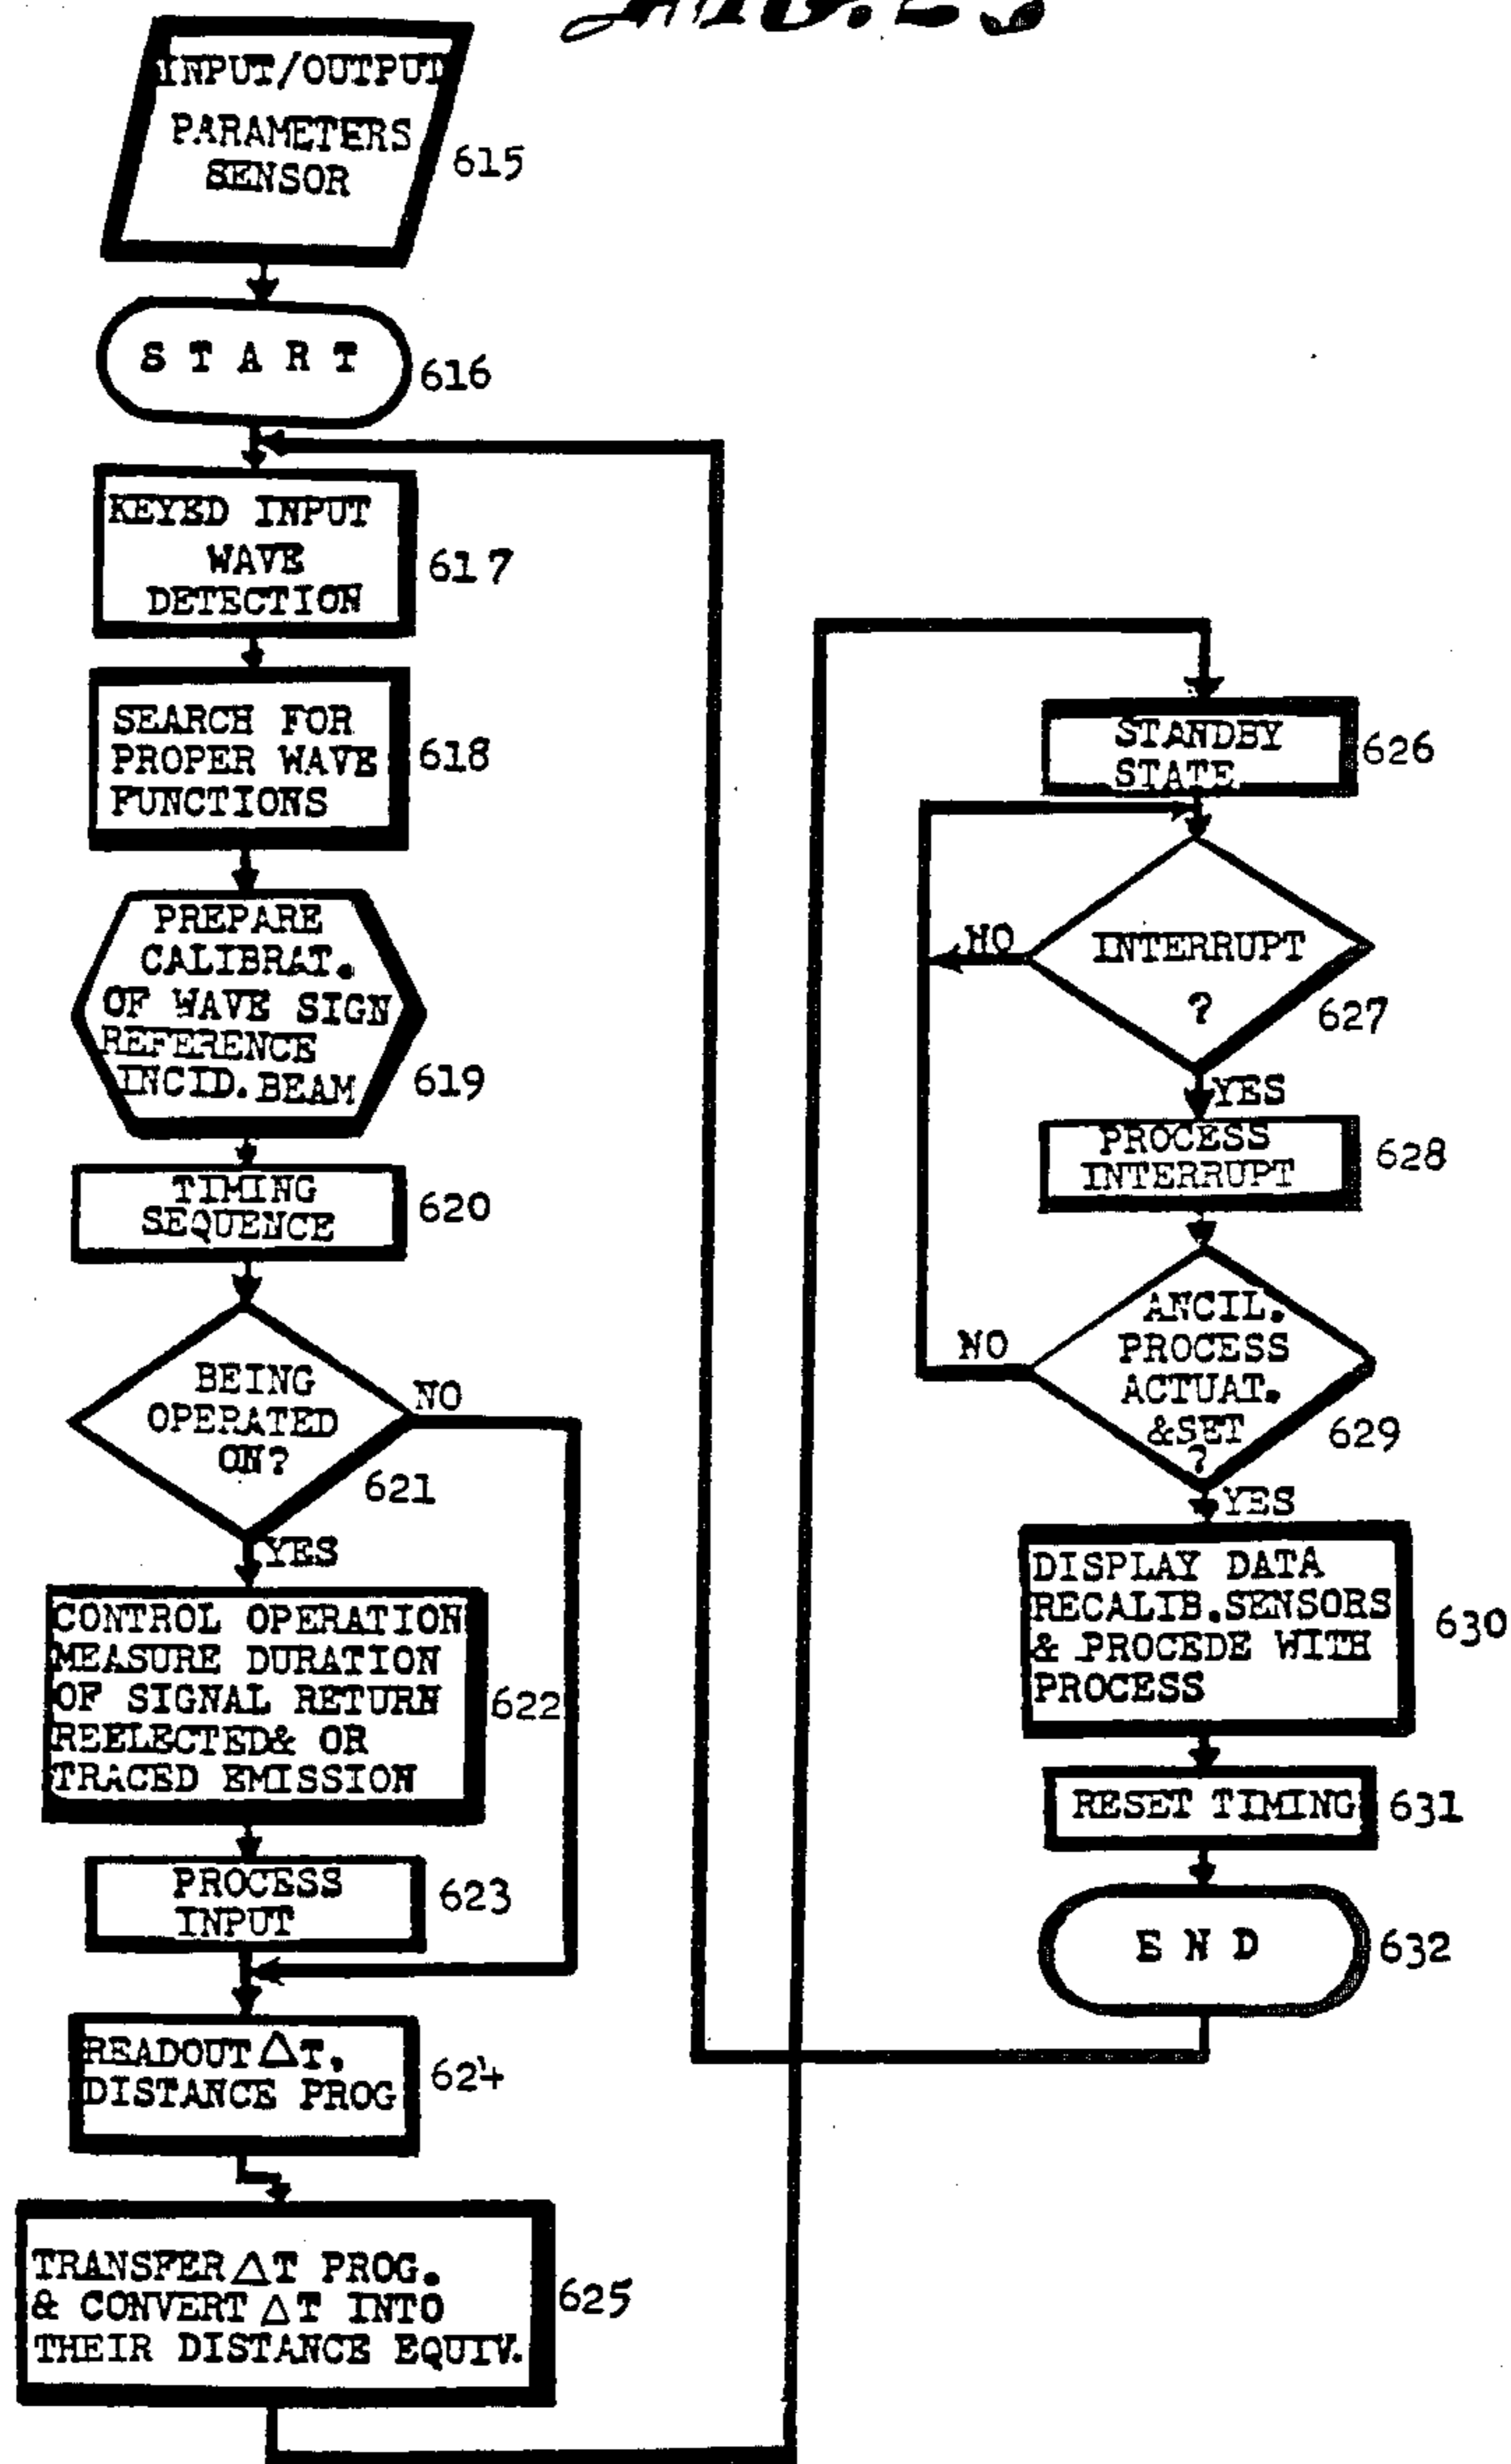 INPUT/OUTPUT
PARAMETERS
SENSOR
615
START
616
KEYED INPUT
WAVE
DETECTION
617
SEARCH FOR
PROPER WAVE
FUNCTIONS
618
PREPARE
CALIBRAT.
OF WAVE SIGN
REFERENCE
INCID.BEAM
619
TIMING
SEQUENCE
620
BEING
OPERATED
ON?
621
NO
YES
CONTROL OPERATION
MEASURE DURATION
OF SIGNAL RETURN
REELECTED& OR
TRACED EMISSION
622
PROCESS
INPUT
623
READOUT △T,
DISTANCE PROG
624
TRANSFER △T PROG.
& CONVERT △T INTO
THEIR DISTANCE EQUIV.
625
STANDBY
STATE
626
INTERRUPT
?
627
NO
YES
PROCESS
INTERRUPT
628
ANCIL.
PROCESS
ACTUAT.
&SET
?
629
NO
YES
DISPLAY DATA
RECALIB.SENSORS
& PROCEDE WITH
PROCESS
630
RESET TIMING
631
END
632